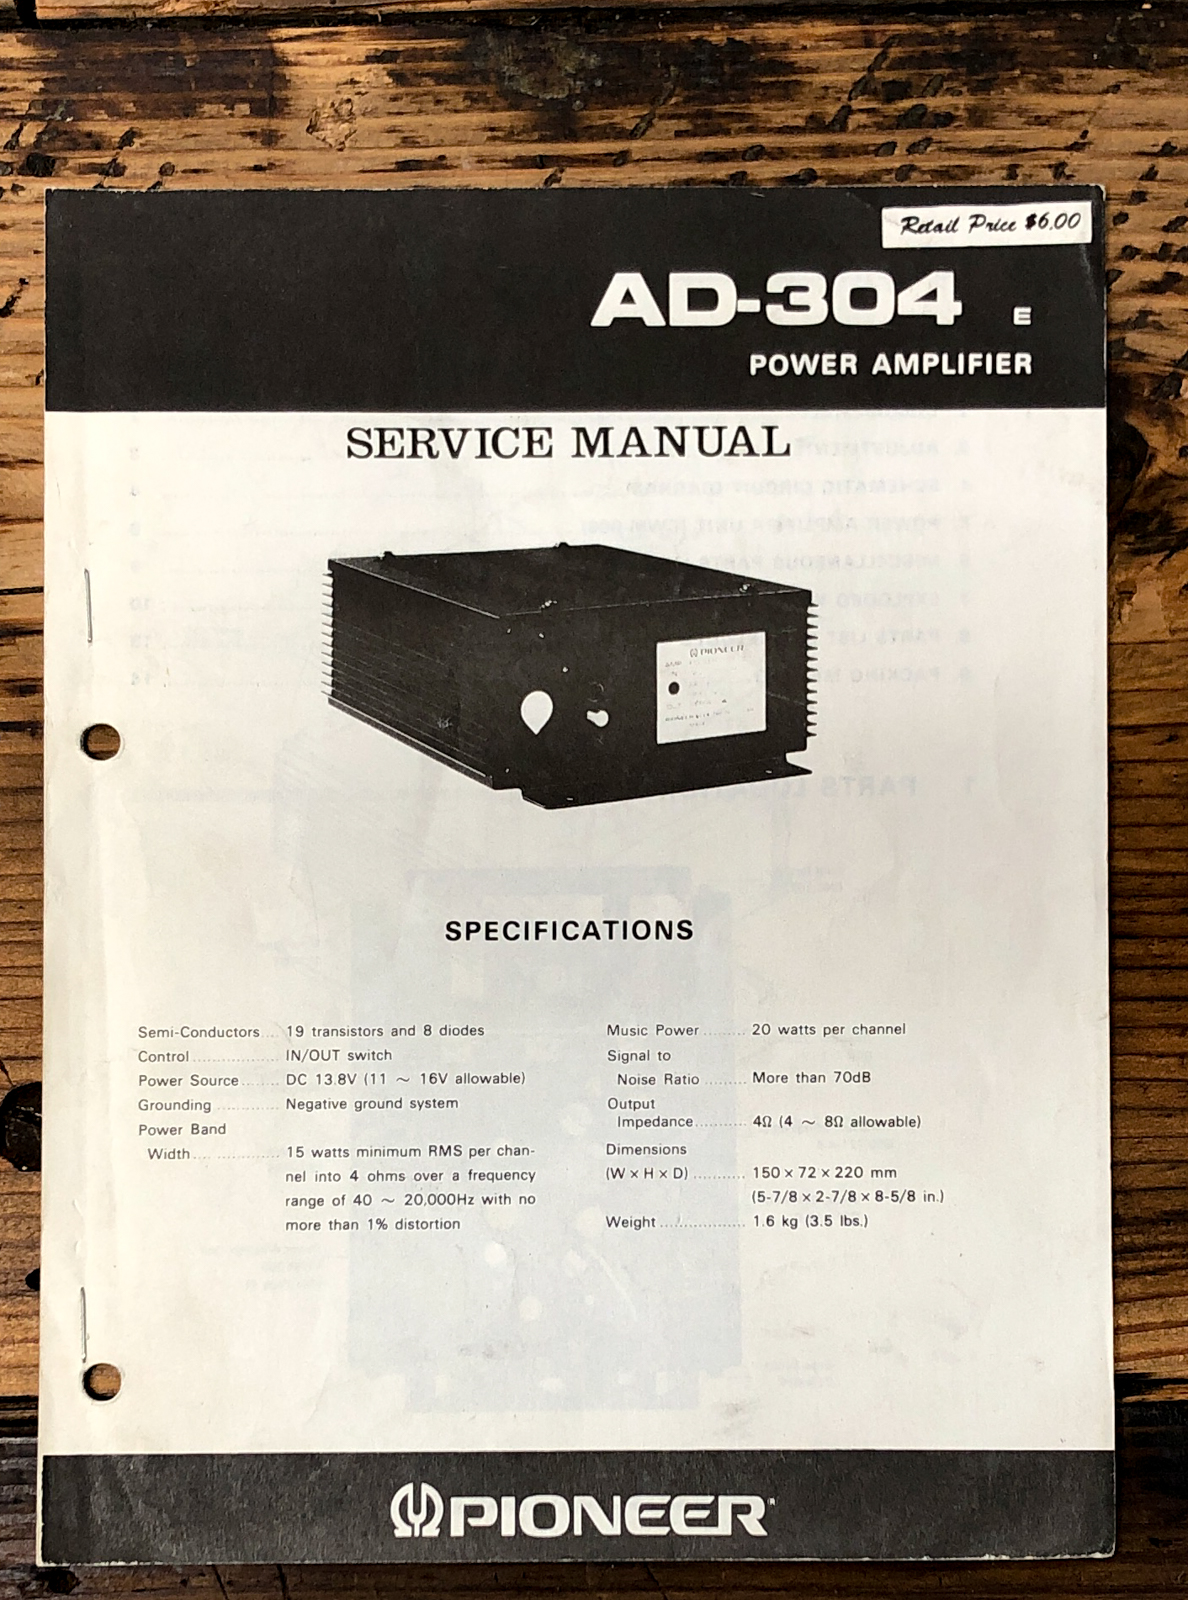 Retail Price $6.00
AD-304 E
POWER AMPLIFIER
SERVICE MANUAL
PIONEER
SPECIFICATIONS
Semi-Conductors.... 19 transistors and 8 diodes
Control................. IN/OUT switch
Power Source........ DC 13.8V (11 ~ 16V allowable)
Grounding ............. Negative ground system
Power Band
Width.... ............. 15 watts minimum RMS per chan-
nel into 4 ohms over a frequency
range of 40 ~ 20,000Hz with no
more than 1% distortion
Music Power ......... 20 watts per channel
Signal to
Noise Ratio ......... More than 70dB
Output
Impedance........... 4Ω (4 ~ 8Ω allowable)
Dimensions
(W × H × D) ........... 150 × 72 × 220 mm
(5-7/8 × 2-7/8 × 8-5/8 in.)
Weight .................. 1.6 kg (3.5 lbs.)
PIONEER